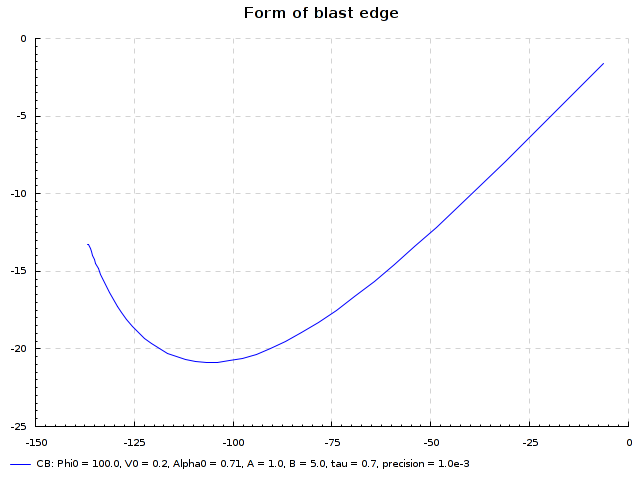 Form of blast edge
0
-5
-10
-15
-20
-25
-150 -125 -100 -75 -50 -25 0
CB: Phi0 = 100.0, V0 = 0.2, Alpha0 = 0.71, A = 1.0, B = 5.0, tau = 0.7, precision = 1.0e-3